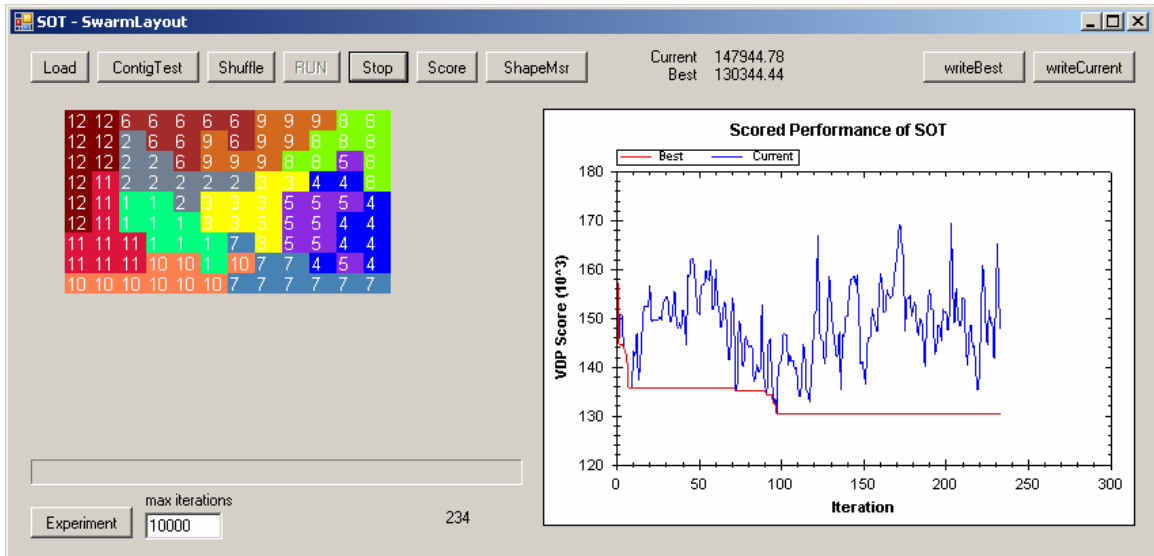 SOT - SwarmLayout
Load ContigTest Shuffle RUN Stop Score ShapeMsr
Current 147944.78
Best 130344.44
writeBest writeCurrent
12 12 6 6 6 6 6 9 9 9 8 8
12 12 2 6 6 9 6 9 9 8 8 8
12 12 2 2 6 9 9 9 8 8 5 8
12 11 2 2 2 2 2 3 3 4 4 8
12 11 1 1 2 3 3 3 5 5 5 4
12 11 1 1 1 3 3 3 5 5 4 4
11 11 11 1 1 1 7 3 5 5 4 4
11 11 11 10 10 1 10 7 7 4 5 4
10 10 10 10 10 10 7 7 7 7 7 7
Scored Performance of SOT
Best Current
VDP Score (10^3)
180
170
160
150
140
130
120
0 50 100 150 200 250 300
Iteration
max iterations
Experiment 10000 234